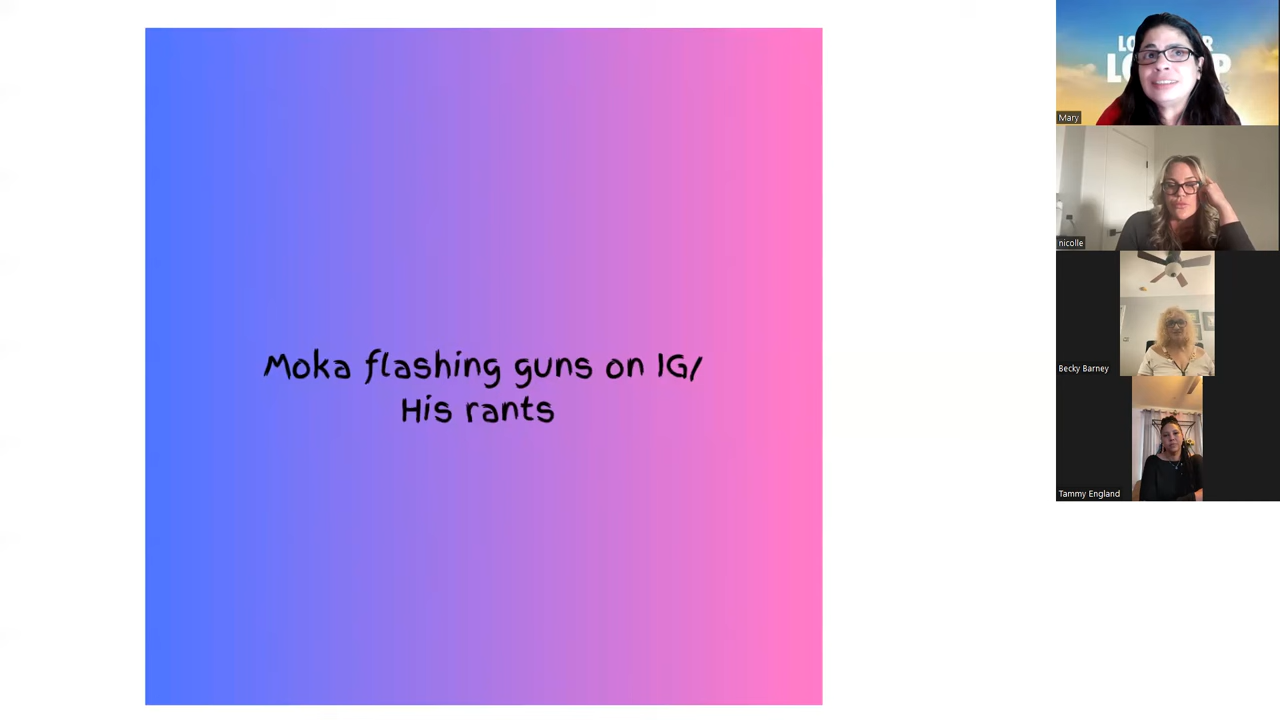 Moka flashing guns on IG/
His rants
Mary
nicolle
Becky Barney
Tammy England